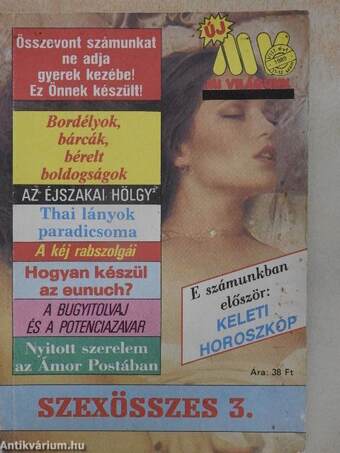 Összevont számunkat
ne adja
gyerek kezébe!
Ez Önnek készült!
ÚJ
Bordélyok,
bárcák,
bérelt
boldogságok
AZ ÉJSZAKAI HÖLGY
Thai lányok
paradicsoma
A kéj rabszolgái
Hogyan készül
az eunuch?
A BUGYITOLVAJ
ÉS A POTENCIAZAVAR
Nyitott szerelem
az Ámor Postában
E számunkban
először:
KELETI
HOROSZKÓP
Ára: 38 Ft
SZEXÖSSZES 3.
Antikvárium.hu